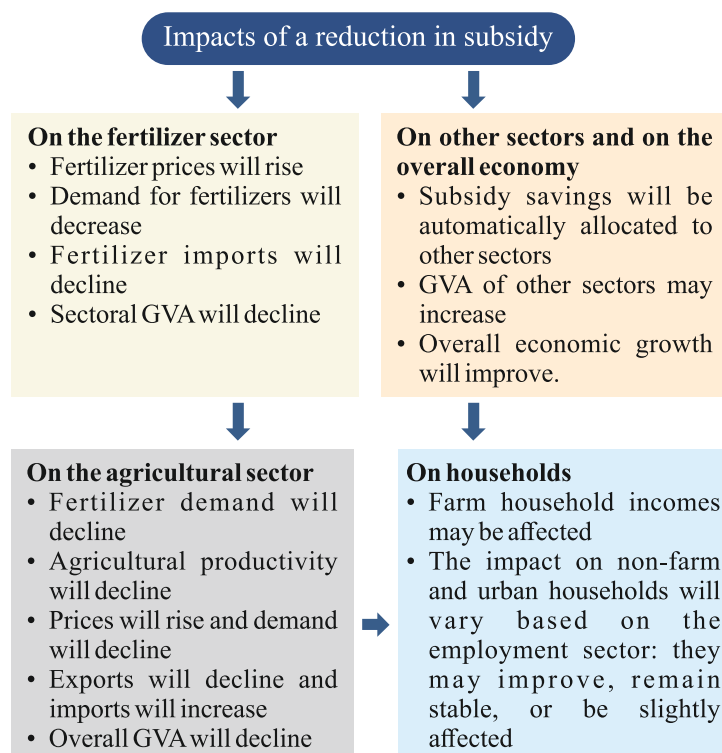 Impacts of a reduction in subsidy
On the fertilizer sector
• Fertilizer prices will rise
• Demand for fertilizers will
decrease
• Fertilizer imports will
decline
• Sectoral GVA will decline
On other sectors and on the
overall economy
• Subsidy savings will be
automatically allocated to
other sectors
• GVA of other sectors may
increase
• Overall economic growth
will improve.
On the agricultural sector
• Fertilizer demand will
decline
• Agricultural productivity
will decline
• Prices will rise and demand
will decline
• Exports will decline and
imports will increase
• Overall GVA will decline
On households
• Farm household incomes
may be affected
• The impact on non-farm
and urban households will
vary based on the
employment sector: they
may improve, remain
stable, or be slightly
affected